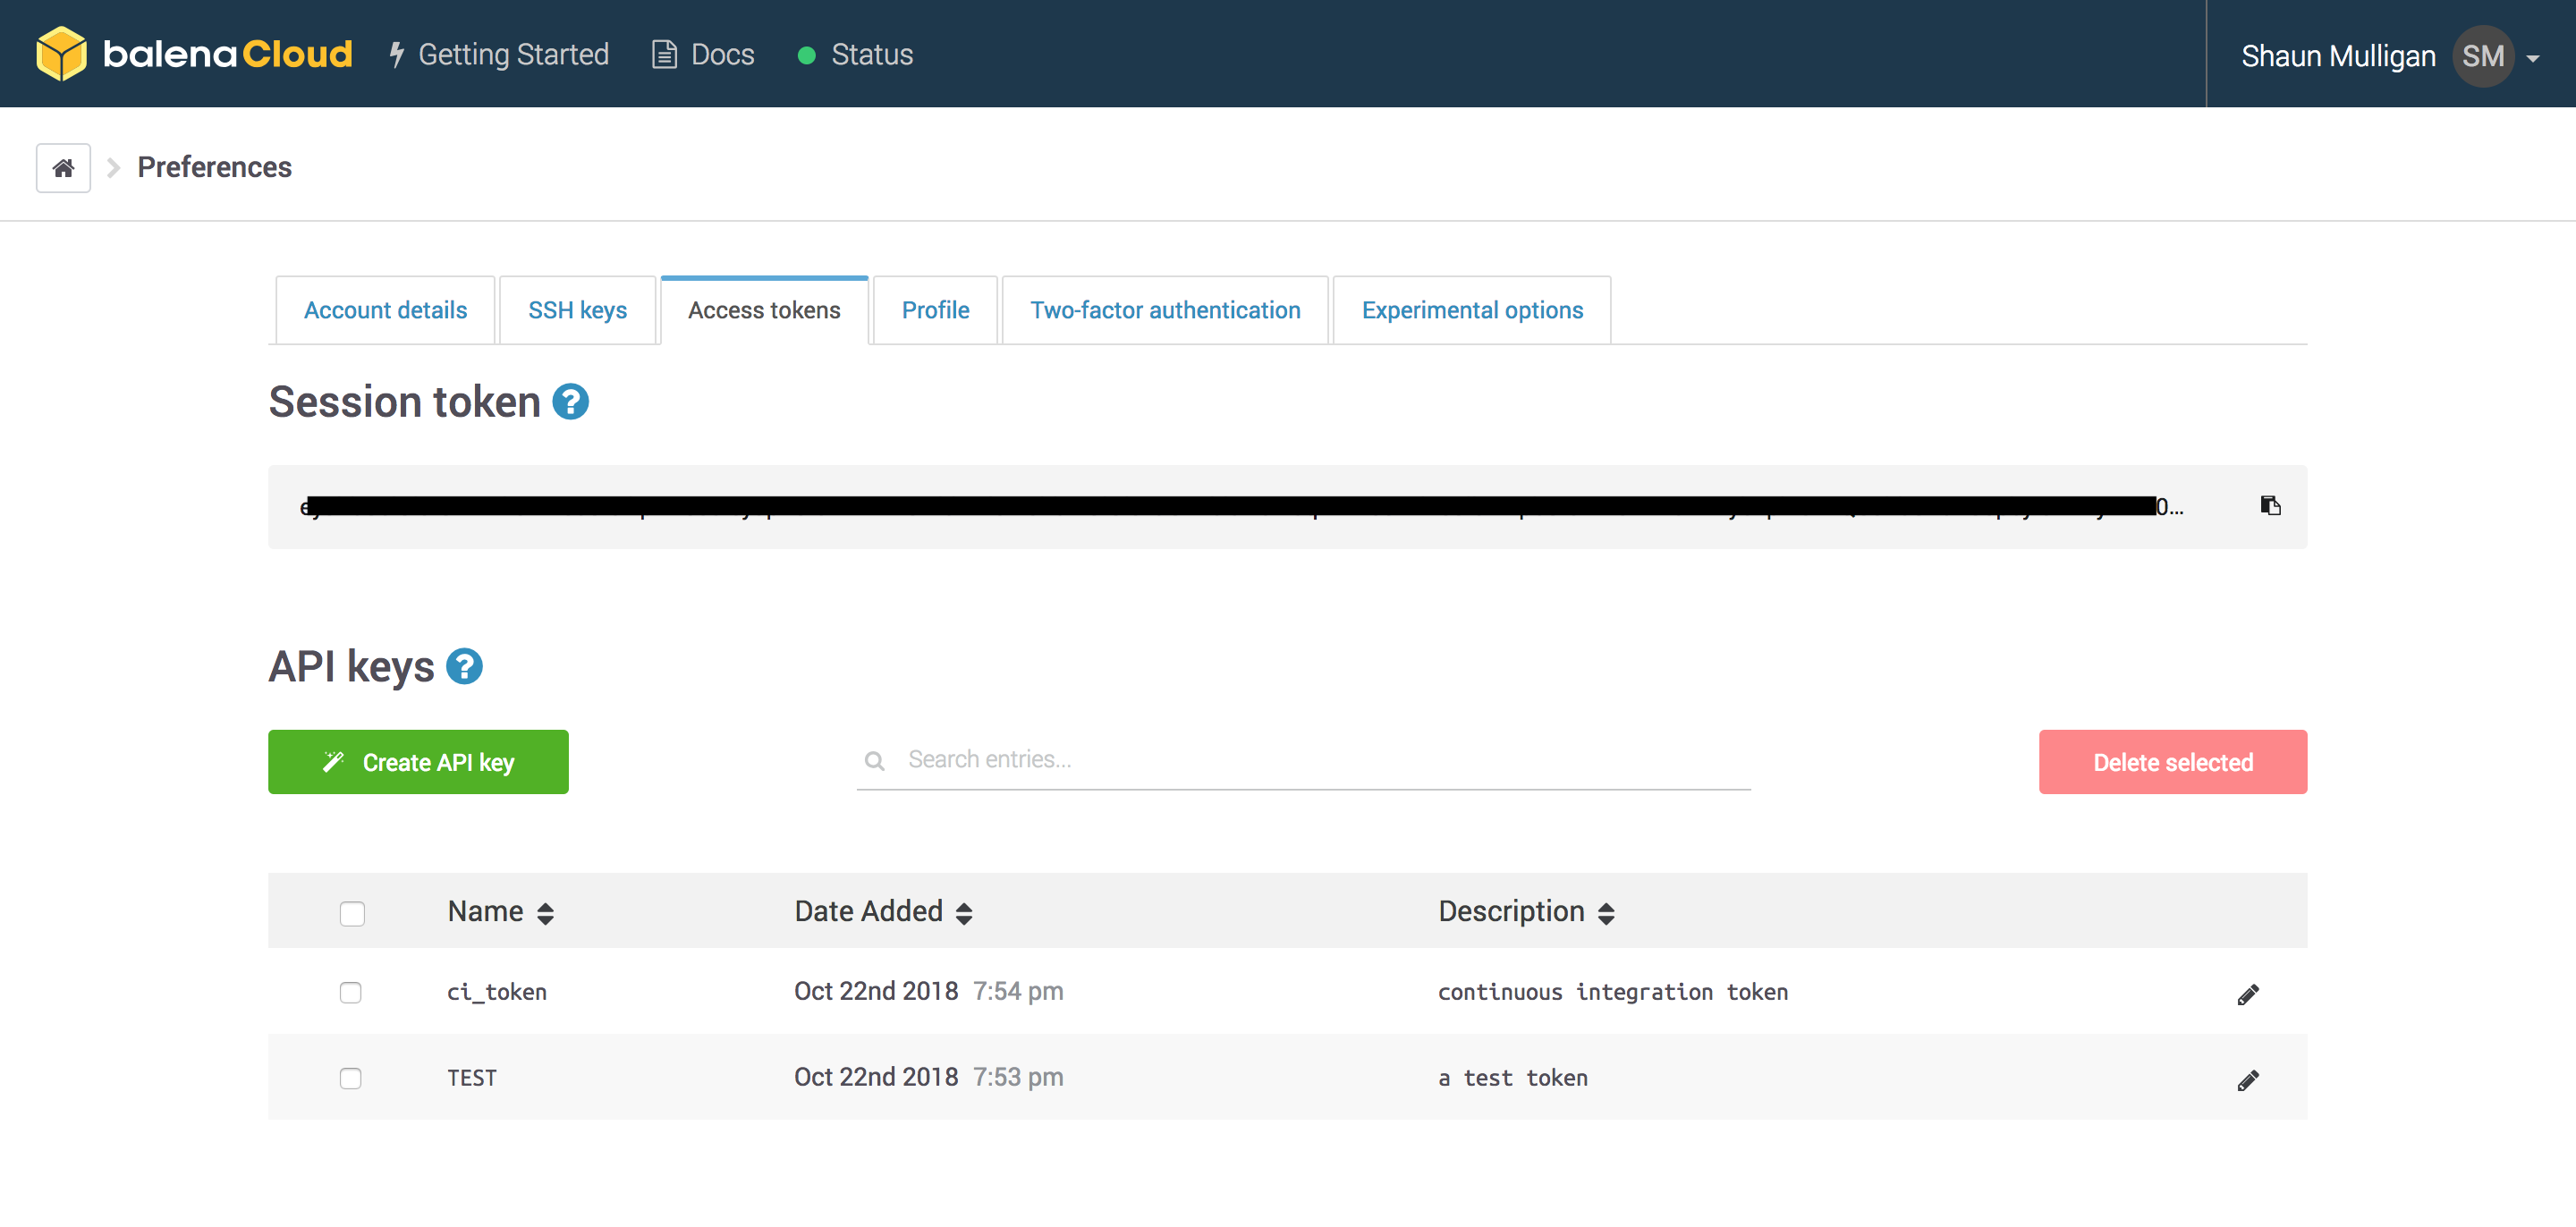 balenaCloud Getting Started Docs Status Shaun Mulligan SM
Preferences
Account details SSH keys Access tokens Profile Two-factor authentication Experimental options
Session token ?
0...
API keys ?
Create API key Search entries... Delete selected
Name Date Added Description
ci_token Oct 22nd 2018 7:54 pm continuous integration token
TEST Oct 22nd 2018 7:53 pm a test token